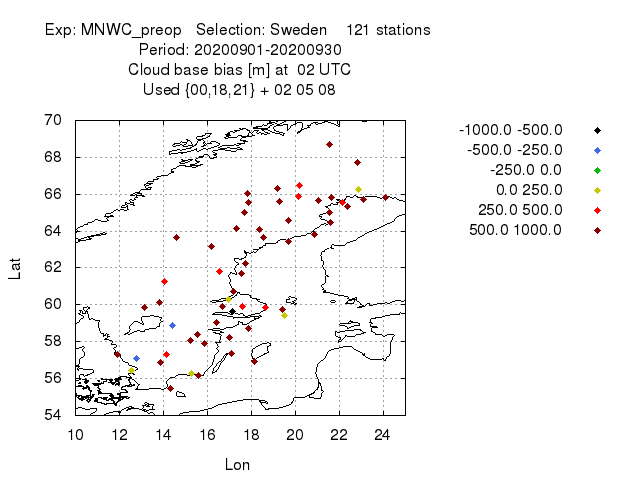 Exp: MNWC_preop Selection: Sweden 121 stations
Period: 20200901-20200930
Cloud base bias [m] at 02 UTC
Used {00,18,21} + 02 05 08
-1000.0 -500.0
-500.0 -250.0
-250.0 0.0
0.0 250.0
250.0 500.0
500.0 1000.0
70
68
66
64
62
60
58
56
54
Lat
10 12 14 16 18 20 22 24
Lon